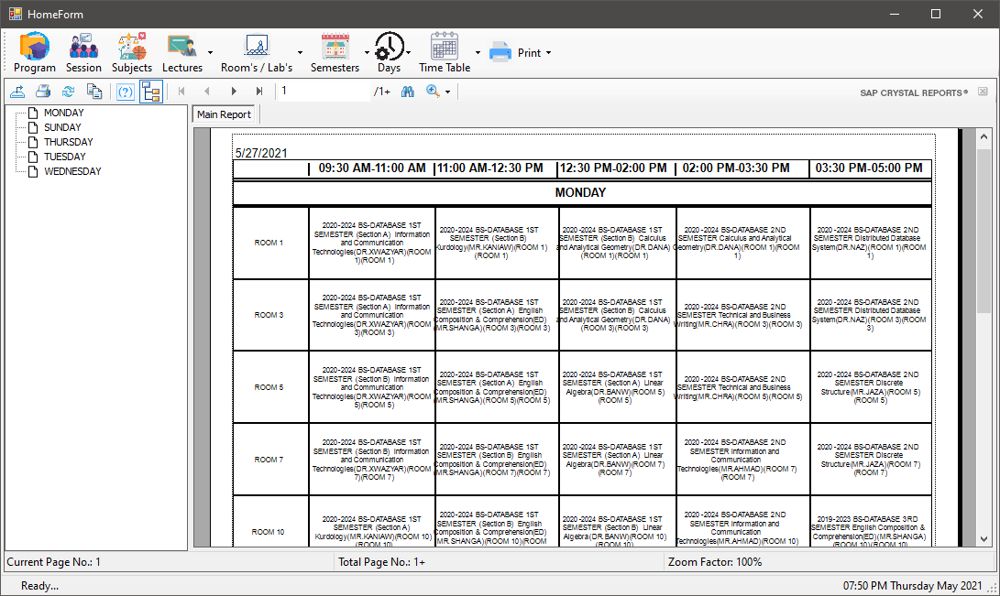 HomeForm
Program Session Subjects Lectures Room's / Lab's Semesters Days Time Table Print
1 /1+ SAP CRYSTAL REPORTS®
MONDAY
SUNDAY
THURSDAY
TUESDAY
WEDNESDAY
Main Report
5/27/2021
09:30 AM-11:00 AM 11:00 AM-12:30 PM 12:30 PM-02:00 PM 02:00 PM-03:30 PM 03:30 PM-05:00 PM
MONDAY
ROOM 1
2020-2024 BS-DATABASE 1ST
SEMESTER (Section A) Information
and Communication
Technologies(DR.XWAZYAR)(ROOM
1)(ROOM 1)
2020-2024 BS-DATABASE 1ST
SEMESTER (Section B)
Kurdology(MR.KANIAW)(ROOM 1)
(ROOM 1)
2020-2024 BS-DATABASE 1ST
SEMESTER (Section B) Calculus
and Analytical Geometry(DR.DANA)
(ROOM 1)(ROOM 1)
2020-2024 BS-DATABASE 2ND
SEMESTER Calculus and Analytical
Geometry(DR.DANA)(ROOM 1)(ROOM
1)
2020-2024 BS-DATABASE 2ND
SEMESTER Distributed Database
System(DR.NAZ)(ROOM 1)(ROOM
1)
ROOM 3
2020-2024 BS-DATABASE 1ST
SEMESTER (Section A) Information
and Communication
Technologies(DR.XWAZYAR)(ROOM
3)(ROOM 3)
2020-2024 BS-DATABASE 1ST
SEMESTER (Section A) English
Composition & Comprehension(ED)
(MR.SHANGA)(ROOM 3)(ROOM 3)
2020-2024 BS-DATABASE 1ST
SEMESTER (Section B) Calculus
and Analytical Geometry(DR.DANA)
(ROOM 3)(ROOM 3)
2020-2024 BS-DATABASE 2ND
SEMESTER Technical and Business
Writing(MR.CHRA)(ROOM 3)(ROOM 3)
2020-2024 BS-DATABASE 2ND
SEMESTER Distributed Database
System(DR.NAZ)(ROOM 3)(ROOM
3)
ROOM 5
2020-2024 BS-DATABASE 1ST
SEMESTER (Section B) Information
and Communication
Technologies(DR.XWAZYAR)(ROOM
5)(ROOM 5)
2020-2024 BS-DATABASE 1ST
SEMESTER (Section A) English
Composition & Comprehension(ED)
(MR.SHANGA)(ROOM 5)(ROOM 5)
2020-2024 BS-DATABASE 1ST
SEMESTER (Section A) Linear
Algebra(DR.BANW)(ROOM 5)
(ROOM 5)
2020-2024 BS-DATABASE 2ND
SEMESTER Technical and Business
Writing(MR.CHRA)(ROOM 5)(ROOM 5)
2020-2024 BS-DATABASE 2ND
SEMESTER Discrete
Structure(MR.JAZA)(ROOM 5)
(ROOM 5)
ROOM 7
2020-2024 BS-DATABASE 1ST
SEMESTER (Section B) Information
and Communication
Technologies(DR.XWAZYAR)(ROOM
7)(ROOM 7)
2020-2024 BS-DATABASE 1ST
SEMESTER (Section B) English
Composition & Comprehension(ED)
(MR.SHANGA)(ROOM 7)(ROOM 7)
2020-2024 BS-DATABASE 1ST
SEMESTER (Section A) Linear
Algebra(DR.BANW)(ROOM 7)
(ROOM 7)
2020-2024 BS-DATABASE 2ND
SEMESTER Information and
Communication
Technologies(MR.AHMAD)(ROOM 7)
(ROOM 7)
2020-2024 BS-DATABASE 2ND
SEMESTER Discrete
Structure(MR.JAZA)(ROOM 7)
(ROOM 7)
ROOM 10
2020-2024 BS-DATABASE 1ST
SEMESTER (Section A)
Kurdology(MR.KANIAW)(ROOM 10)
(ROOM 10)
2020-2024 BS-DATABASE 1ST
SEMESTER (Section B) English
Composition & Comprehension(ED)
(MR.SHANGA)(ROOM 10)(ROOM
2020-2024 BS-DATABASE 1ST
SEMESTER (Section B) Linear
Algebra(DR.BANW)(ROOM 10)
(ROOM 10)
2020-2024 BS-DATABASE 2ND
SEMESTER Information and
Communication
Technologies(MR.AHMAD)(ROOM 10)
2019-2023 BS-DATABASE 3RD
SEMESTER English Composition &
Comprehension(ED)(MR.SHANGA)
(ROOM 10)(ROOM 10)
Current Page No.: 1 Total Page No.: 1+ Zoom Factor: 100%
Ready... 07:50 PM Thursday May 2021